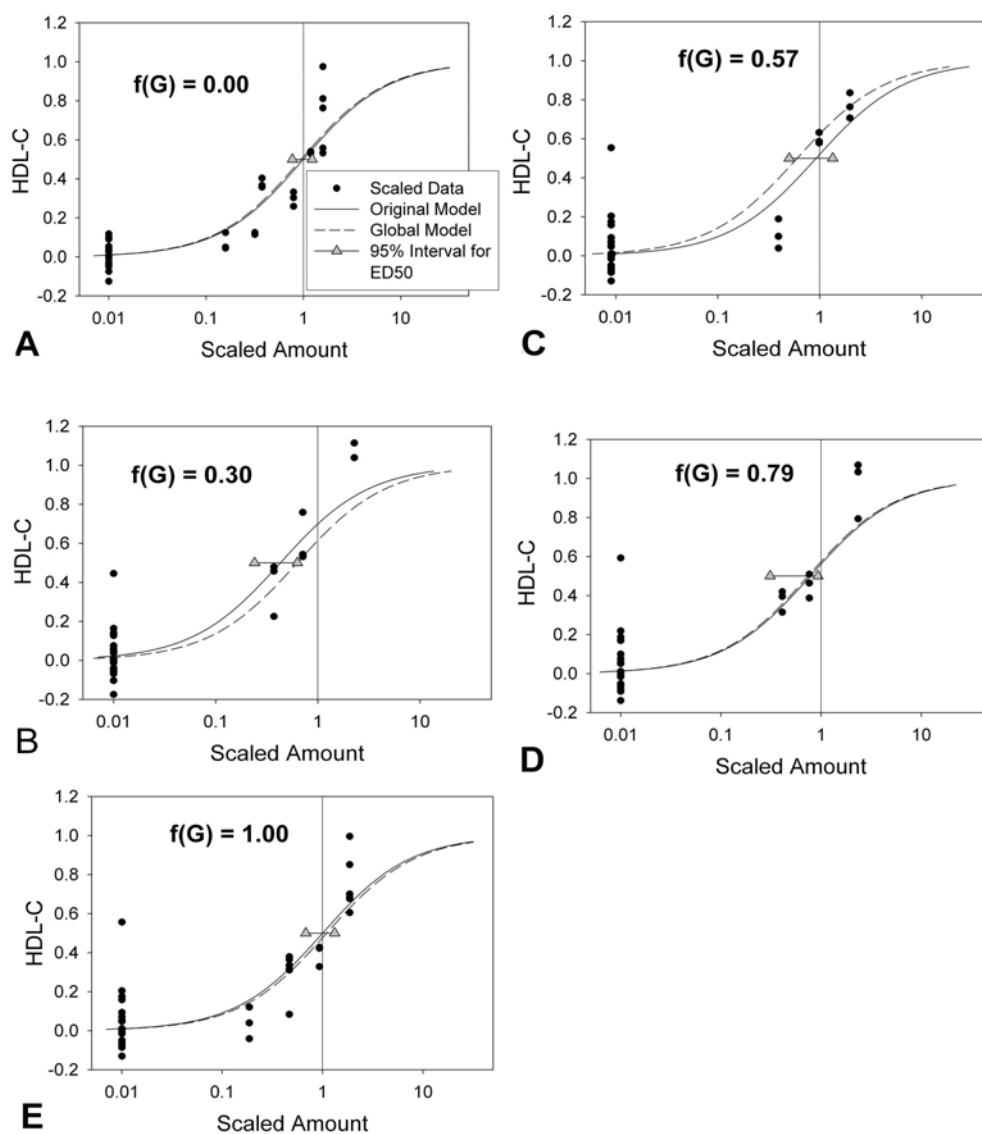 1.2
1.0
0.8
0.6
0.4
0.2
0.0
-0.2
HDL-C
f(G) = 0.00
Scaled Data
Original Model
Global Model
95% Interval for
ED50
0.01 0.1 1 10
Scaled Amount
A
1.2
1.0
0.8
0.6
0.4
0.2
0.0
-0.2
HDL-C
f(G) = 0.57
0.01 0.1 1 10
Scaled Amount
C
1.2
1.0
0.8
0.6
0.4
0.2
0.0
-0.2
HDL-C
f(G) = 0.30
0.01 0.1 1 10
Scaled Amount
B
1.2
1.0
0.8
0.6
0.4
0.2
0.0
-0.2
HDL-C
f(G) = 0.79
0.01 0.1 1 10
Scaled Amount
D
1.2
1.0
0.8
0.6
0.4
0.2
0.0
-0.2
HDL-C
f(G) = 1.00
0.01 0.1 1 10
Scaled Amount
E